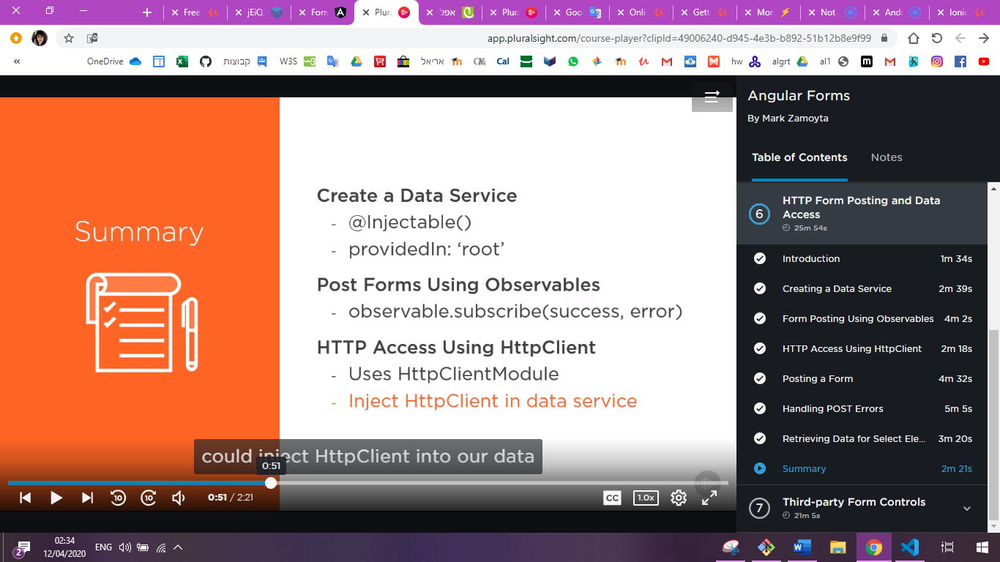 Free
jEiQ
Form
Plura
אפל
Plura
Goo
Onli
Gett
Mor
Not
Andr
Ionic
app.pluralsight.com/course-player?clipId=49006240-d945-4e3b-b892-51b12b8e9f99
«
OneDrive
קבוצות
W3S
אריאל
Cal
hw
algrt
al1
Angular Forms
By Mark Zamoyta
Table of Contents
Notes
6
HTTP Form Posting and Data
Access
25m 54s
Introduction 1m 34s
Creating a Data Service 2m 39s
Form Posting Using Observables 4m 2s
HTTP Access Using HttpClient 2m 18s
Posting a Form 4m 32s
Handling POST Errors 5m 5s
Retrieving Data for Select Ele... 3m 20s
Summary 2m 21s
7
Third-party Form Controls
21m 5s
Summary
Create a Data Service
- @Injectable()
- providedIn: ‘root’
Post Forms Using Observables
- observable.subscribe(success, error)
HTTP Access Using HttpClient
- Uses HttpClientModule
- Inject HttpClient in data service
could inject HttpClient into our data
0:51
10
10
0:51 / 2:21
CC
1.0x
2
02:34
12/04/2020
ENG